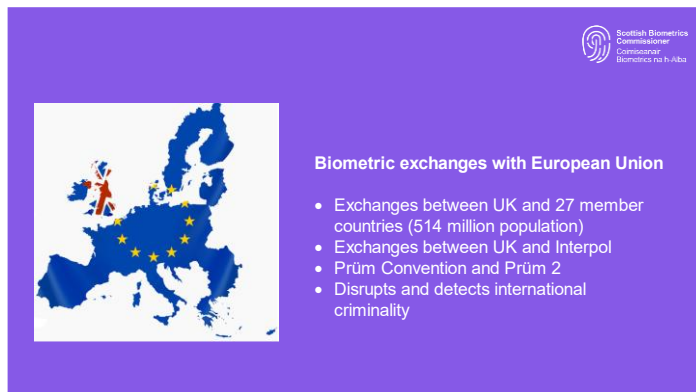 Scottish Biometrics
Commissioner
Coimiseanair
Biometrics na h-Alba
Biometric exchanges with European Union
• Exchanges between UK and 27 member
countries (514 million population)
• Exchanges between UK and Interpol
• Prüm Convention and Prüm 2
• Disrupts and detects international
criminality